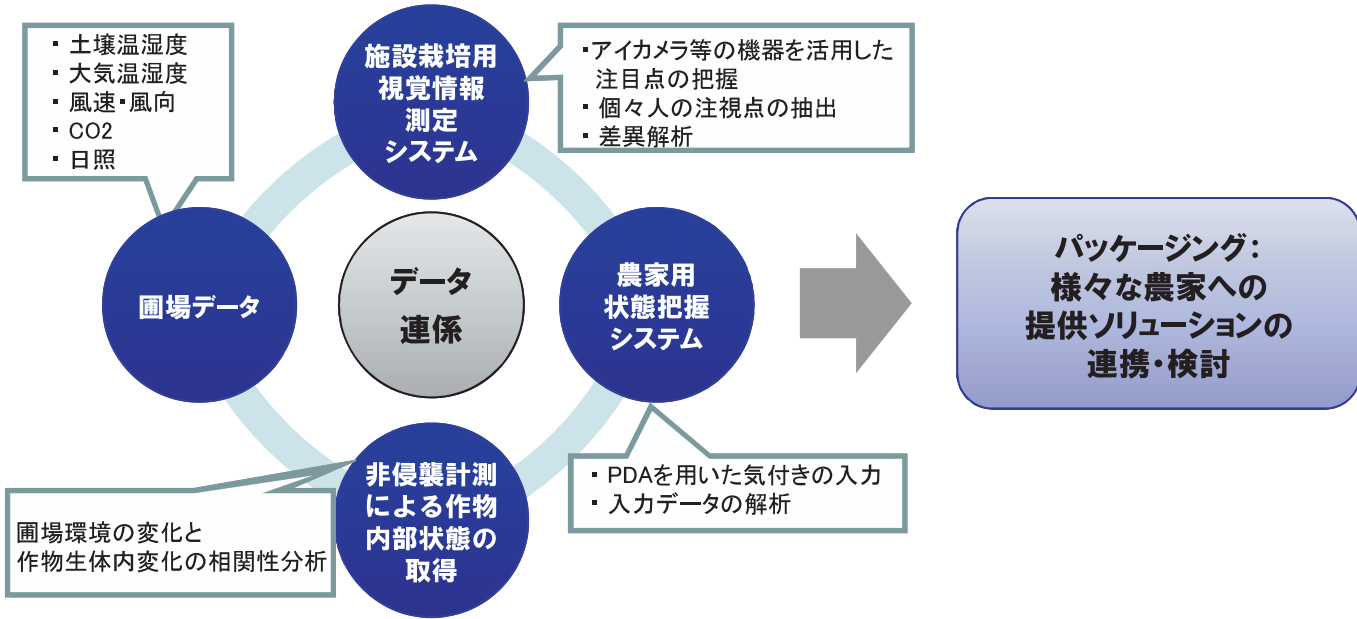 ・ 土壌温湿度
・ 大気温湿度
・ 風速・風向
・ CO2
・ 日照
施設栽培用
視覚情報
測定
システム
・アイカメラ等の機器を活用した
注目点の把握
・ 個々人の注視点の抽出
・ 差異解析
圃場データ
データ
連係
農家用
状態把握
システム
パッケージング：
様々な農家への
提供ソリューションの
連携・検討
非侵襲計測
による作物
内部状態の
取得
・ PDAを用いた気付きの入力
・ 入力データの解析
圃場環境の変化と
作物生体内変化の相関性分析